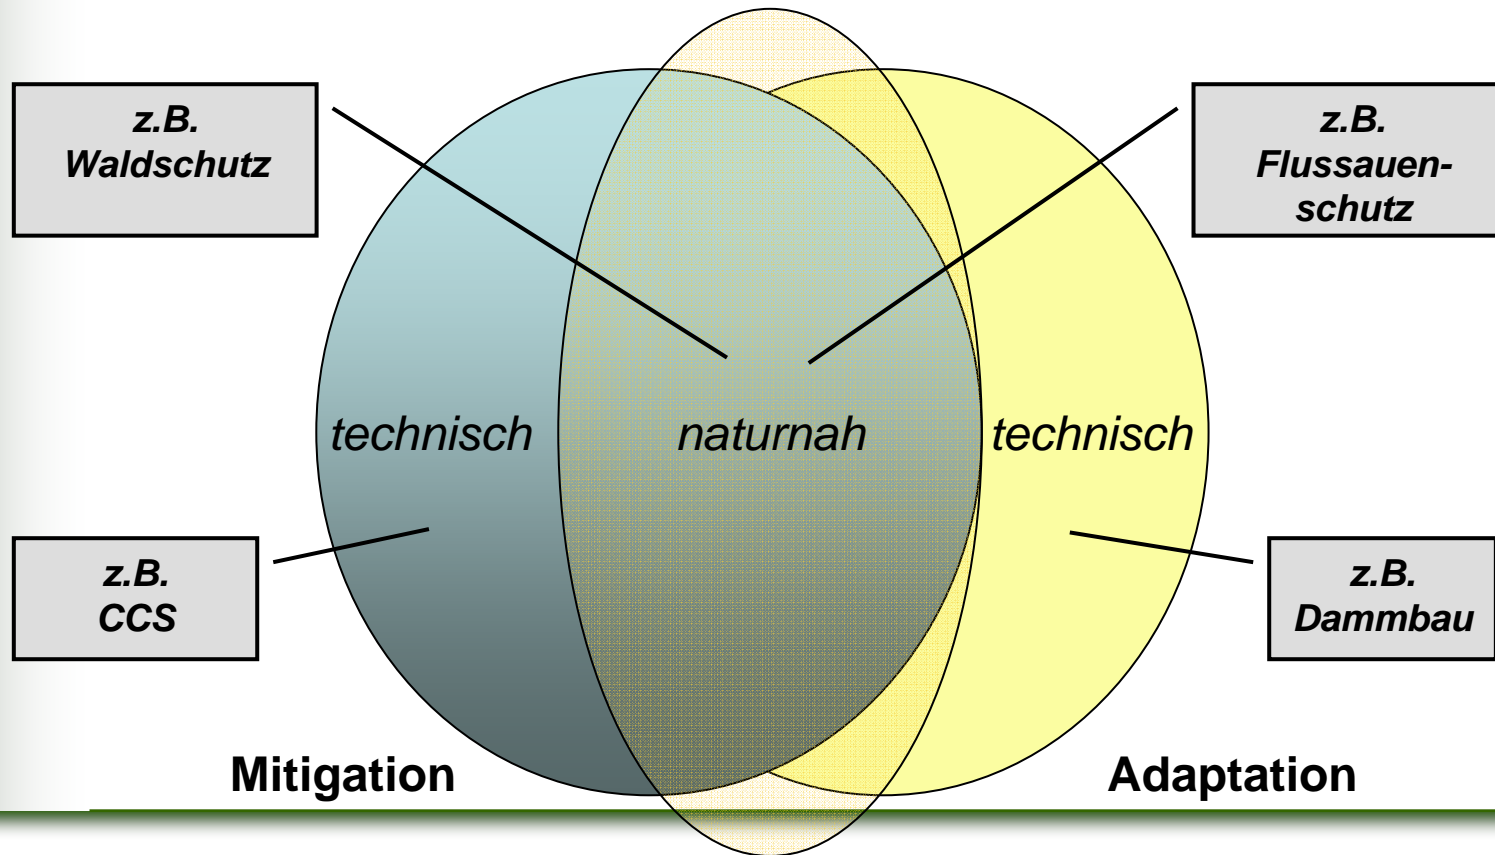 z.B.
Waldschutz
z.B.
Flussauen-
schutz
technisch
naturnah
technisch
z.B.
CCS
z.B.
Dammbau
Mitigation
Adaptation